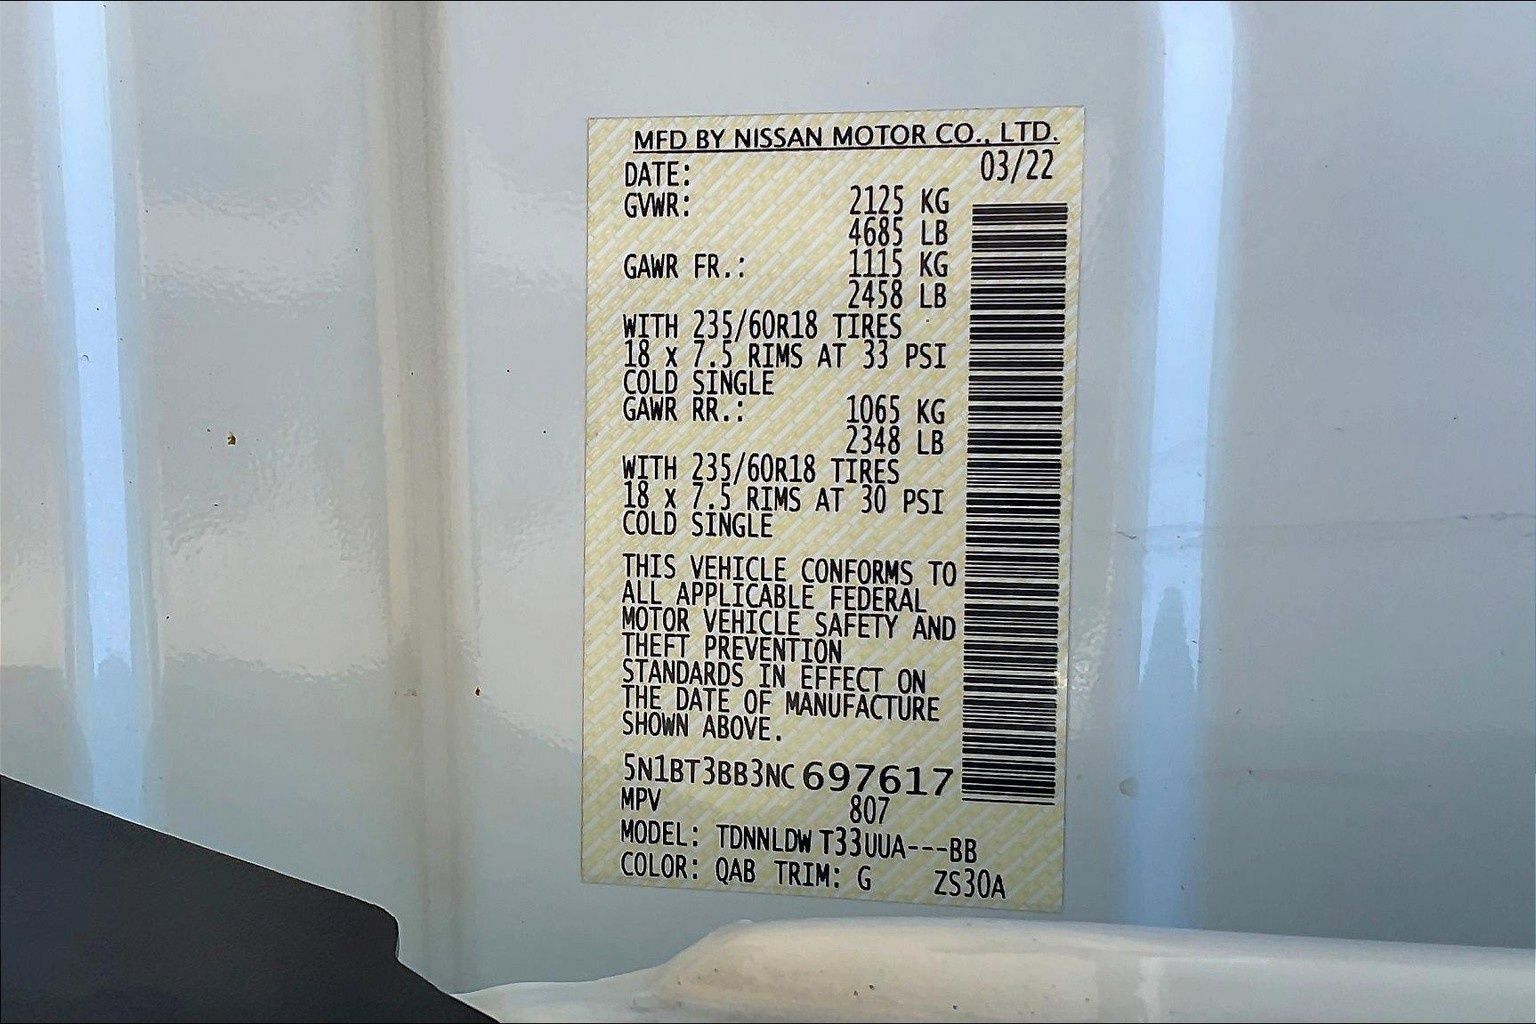 MFD BY NISSAN MOTOR CO., LTD.
DATE: 03/22
GVWR: 2125 KG
4685 LB
GAWR FR.: 1115 KG
2458 LB
WITH 235/60R18 TIRES
18 x 7.5 RIMS AT 33 PSI
COLD SINGLE
GAWR RR.: 1065 KG
2348 LB
WITH 235/60R18 TIRES
18 x 7.5 RIMS AT 30 PSI
COLD SINGLE
THIS VEHICLE CONFORMS TO
ALL APPLICABLE FEDERAL
MOTOR VEHICLE SAFETY AND
THEFT PREVENTION
STANDARDS IN EFFECT ON
THE DATE OF MANUFACTURE
SHOWN ABOVE.
5N1BT3BB3NC697617
MPV 807
MODEL: TDNNLDWT33UUA---BB
COLOR: QAB TRIM: G ZS30A